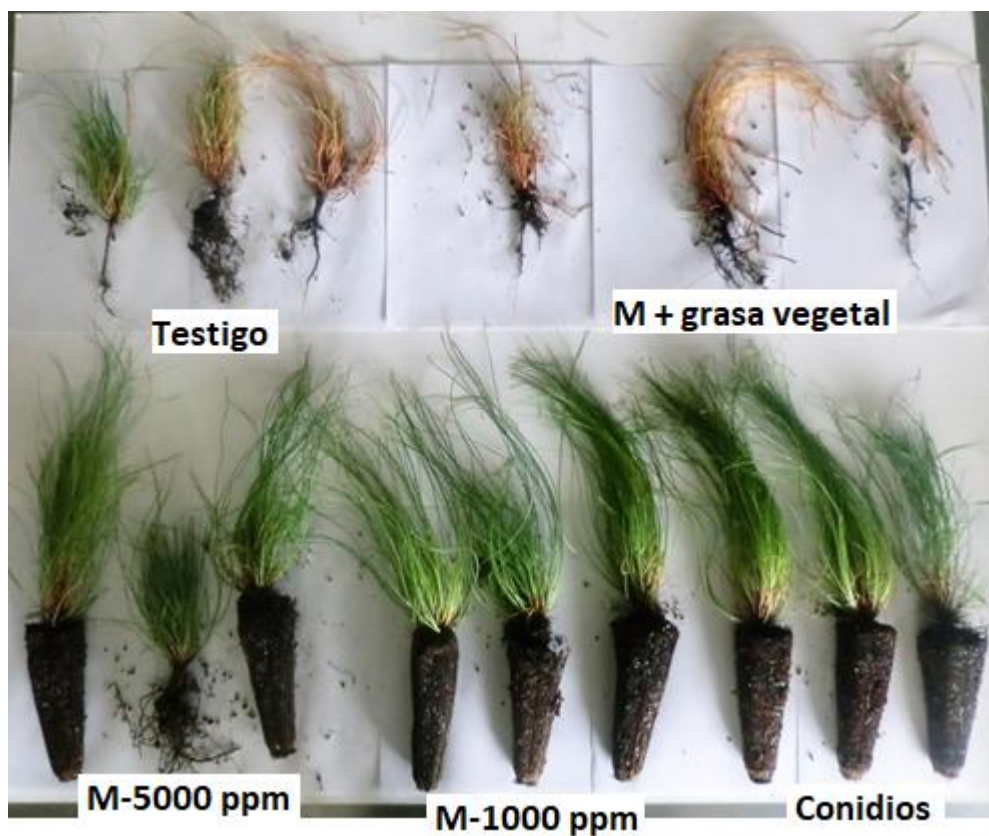 Testigo
M + grasa vegetal
M-5000 ppm
M-1000 ppm
Conidios